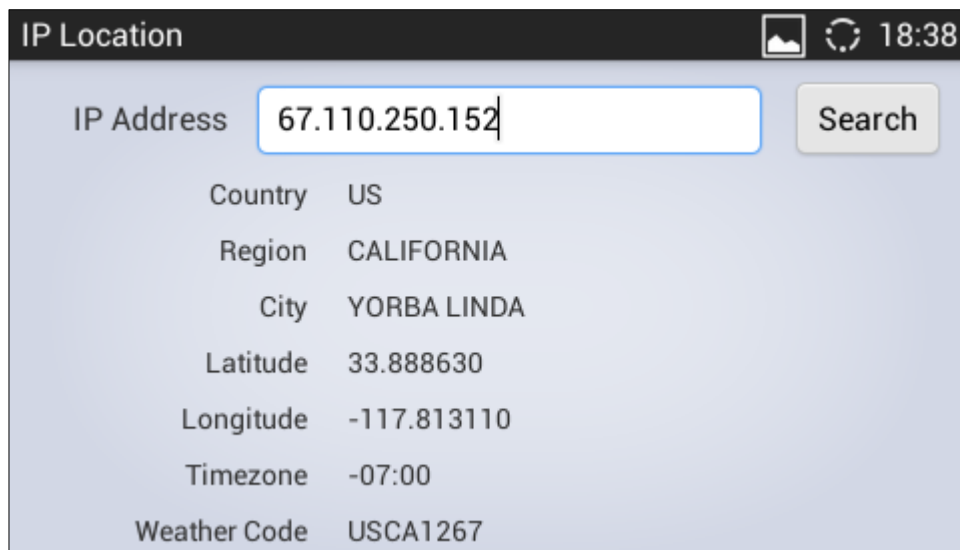 IP Location 18:38
IP Address 67.110.250.152 Search
Country US
Region CALIFORNIA
City YORBA LINDA
Latitude 33.888630
Longitude -117.813110
Timezone -07:00
Weather Code USCA1267